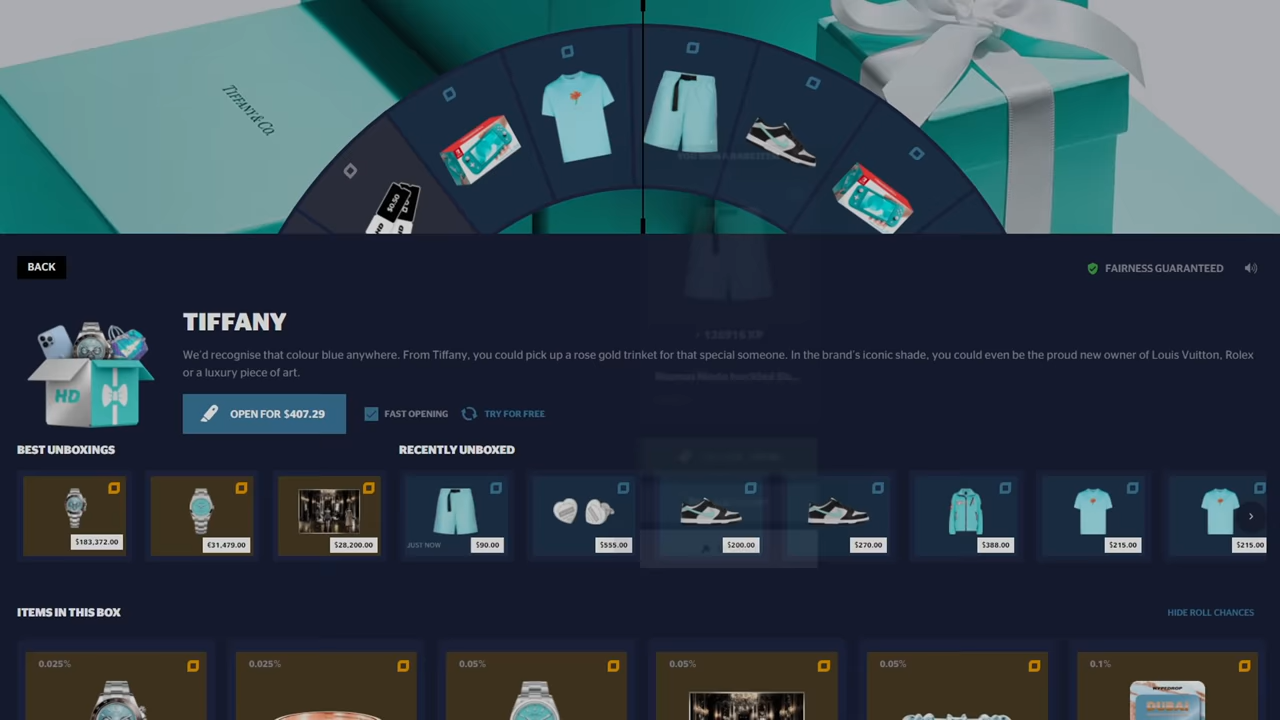 TIFFANY & CO.
$0.50
HD
BACK
FAIRNESS GUARANTEED
TIFFANY
We'd recognise that colour blue anywhere. From Tiffany, you could pick up a rose gold trinket for that special someone. In the brand's iconic shade, you could even be the proud new owner of Louis Vuitton, Rolex
or a luxury piece of art.
HD
OPEN FOR $407.29
FAST OPENING
TRY FOR FREE
BEST UNBOXINGS
RECENTLY UNBOXED
$183,372.00
€31,479.00
$28,200.00
JUST NOW
$90.00
$555.00
$200.00
$270.00
$388.00
$215.00
$215.00
ITEMS IN THIS BOX
HIDE ROLL CHANCES
0.025%
0.025%
0.05%
0.05%
0.05%
0.1%
HYPEDROP
DUBAI